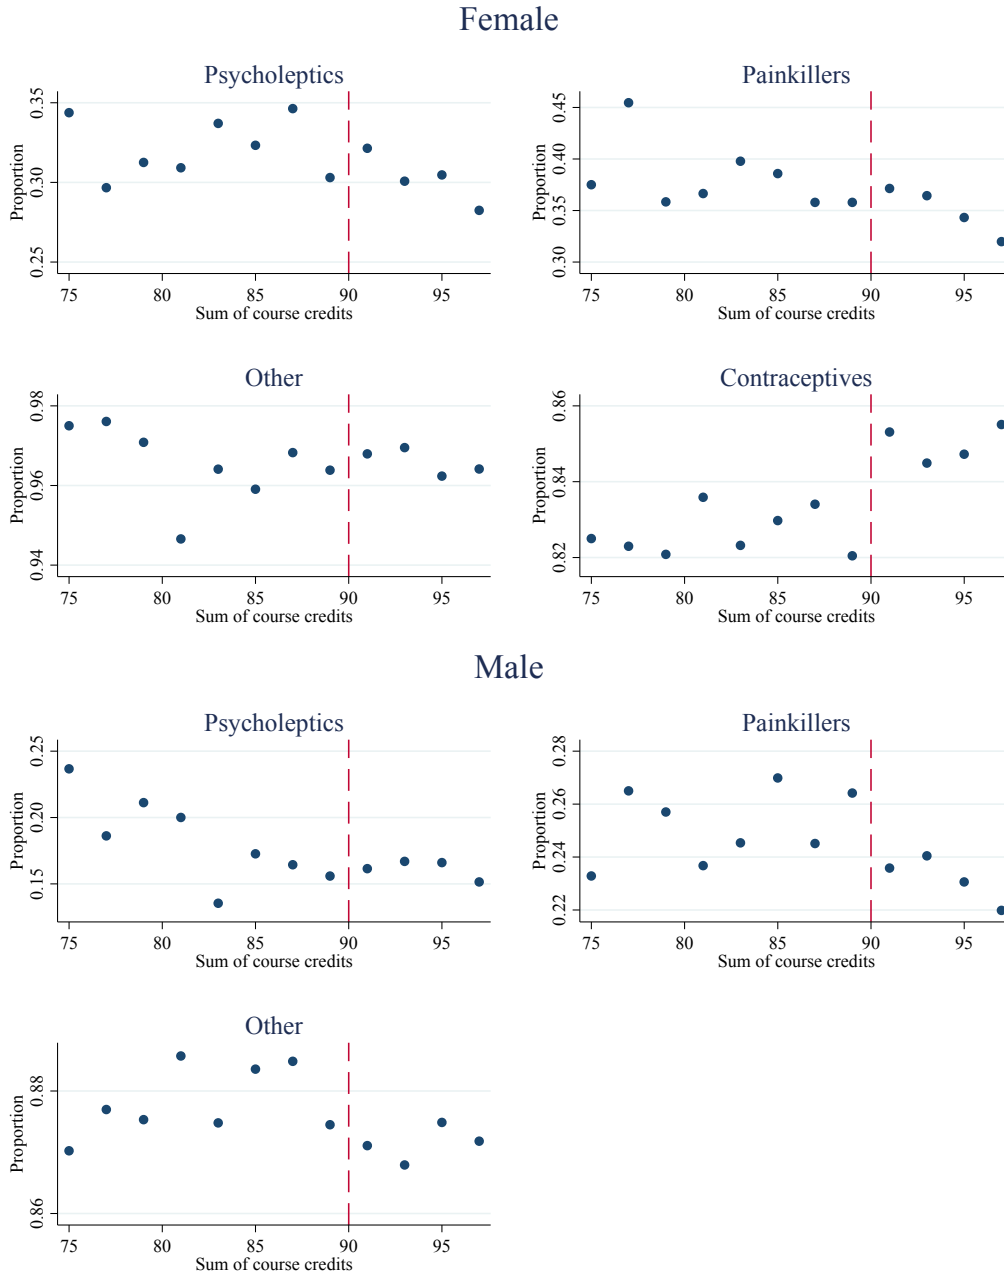 Female
Psycholeptics
Proportion
0.35
0.30
0.25
75 80 85 90 95
Sum of course credits
Painkillers
Proportion
0.45
0.40
0.35
0.30
75 80 85 90 95
Sum of course credits
Other
Proportion
0.98
0.96
0.94
75 80 85 90 95
Sum of course credits
Contraceptives
Proportion
0.86
0.84
0.82
75 80 85 90 95
Sum of course credits
Male
Psycholeptics
Proportion
0.25
0.20
0.15
75 80 85 90 95
Sum of course credits
Painkillers
Proportion
0.28
0.26
0.24
0.22
75 80 85 90 95
Sum of course credits
Other
Proportion
0.88
0.86
75 80 85 90 95
Sum of course credits